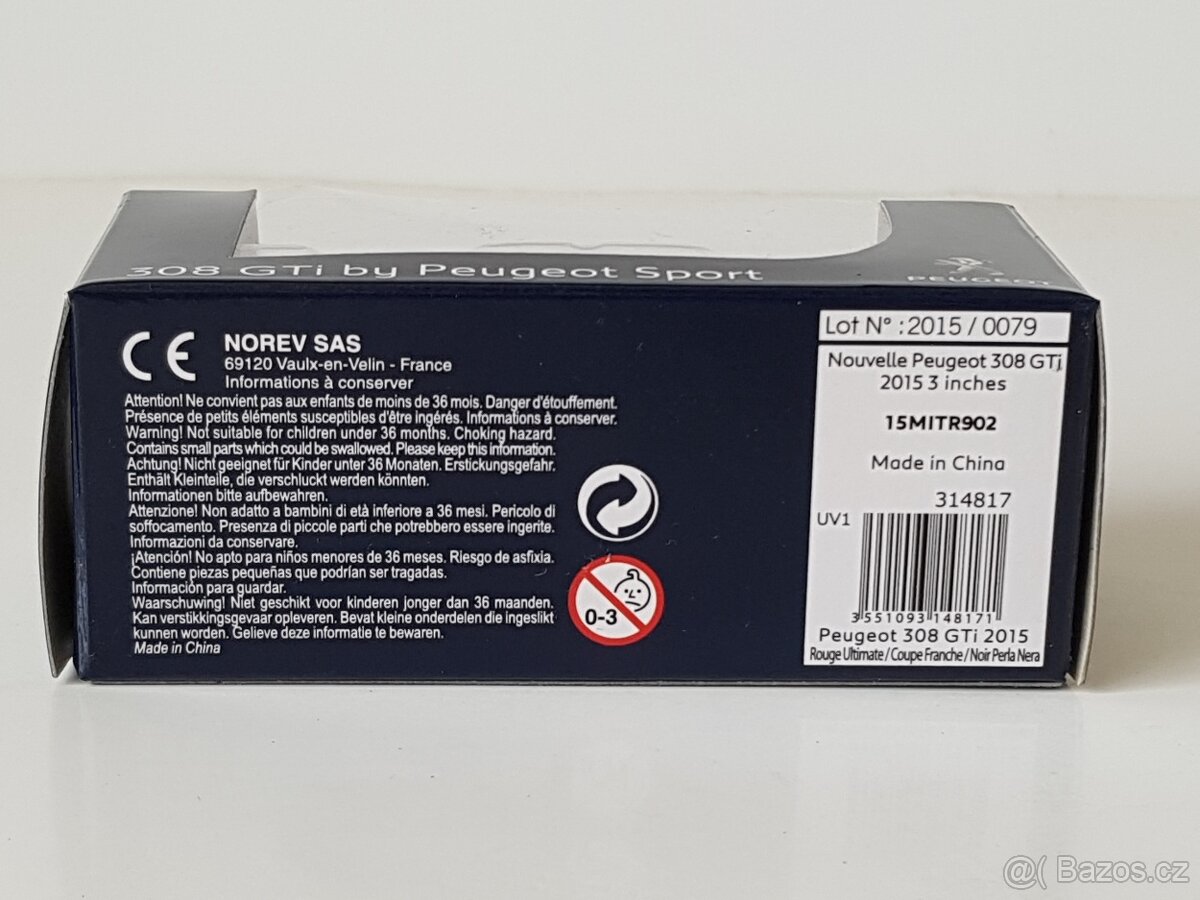 308 GTi by Peugeot Sport
PEUGEOT
CE
NOREV SAS
69120 Vaulx-en-Velin - France
Informations à conserver
Attention! Ne convient pas aux enfants de moins de 36 mois. Danger d'étouffement.
Présence de petits éléments susceptibles d'être ingérés. Informations à conserver.
Warning! Not suitable for children under 36 months. Choking hazard.
Contains small parts which could be swallowed. Please keep this information.
Achtung! Nicht geeignet für Kinder unter 36 Monaten. Erstickungsgefahr.
Enthält Kleinteile, die verschluckt werden könnten.
Informationen bitte aufbewahren.
Attenzione! Non adatto a bambini di età inferiore a 36 mesi. Pericolo di
soffocamento. Presenza di piccole parti che potrebbero essere ingerite.
Informazioni da conservare.
¡Atención! No apto para niños menores de 36 meses. Riesgo de asfixia.
Contiene piezas pequeñas que podrían ser tragadas.
Información para guardar.
Waarschuwing! Niet geschikt voor kinderen jonger dan 36 maanden.
Kan verstikkingsgevaar opleveren. Bevat kleine onderdelen die ingeslikt
kunnen worden. Gelieve deze informatie te bewaren.
Made in China
0-3
Lot N° : 2015 / 0079
Nouvelle Peugeot 308 GTi
2015 3 inches
15MITR902
Made in China
314817
UV1
3 551093 148171
Peugeot 308 GTi 2015
Rouge Ultimate / Coupe Franche / Noir Perla Nera
@( Bazos.cz